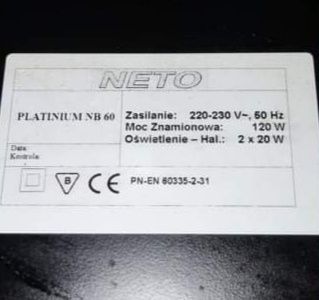 NETO
PLATINIUM NB 60
Zasilanie: 220-230 V~, 50 Hz
Moc Znamionowa: 120 W
Oświetlenie – Hal.: 2 x 20 W
Data
Kontrola
B CE PN-EN 60335-2-31